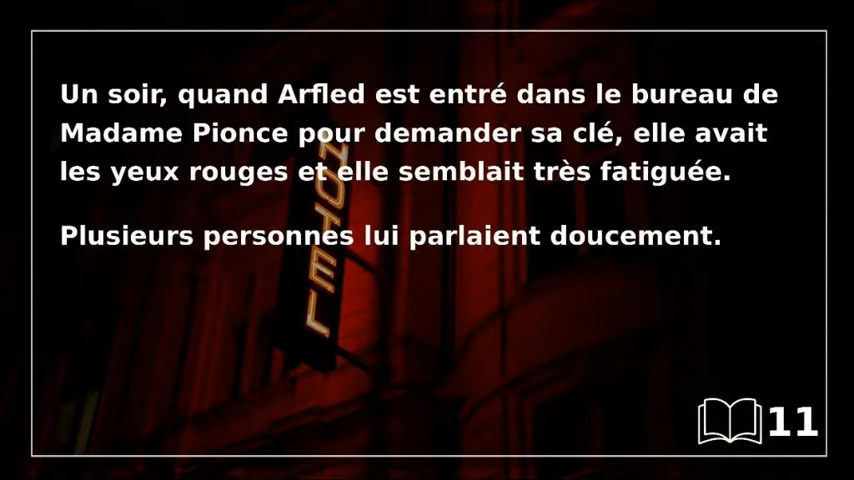 Un soir, quand Arfled est entré dans le bureau de
Madame Pionce pour demander sa clé, elle avait
les yeux rouges et elle semblait très fatiguée.
Plusieurs personnes lui parlaient doucement.
HOTEL
11